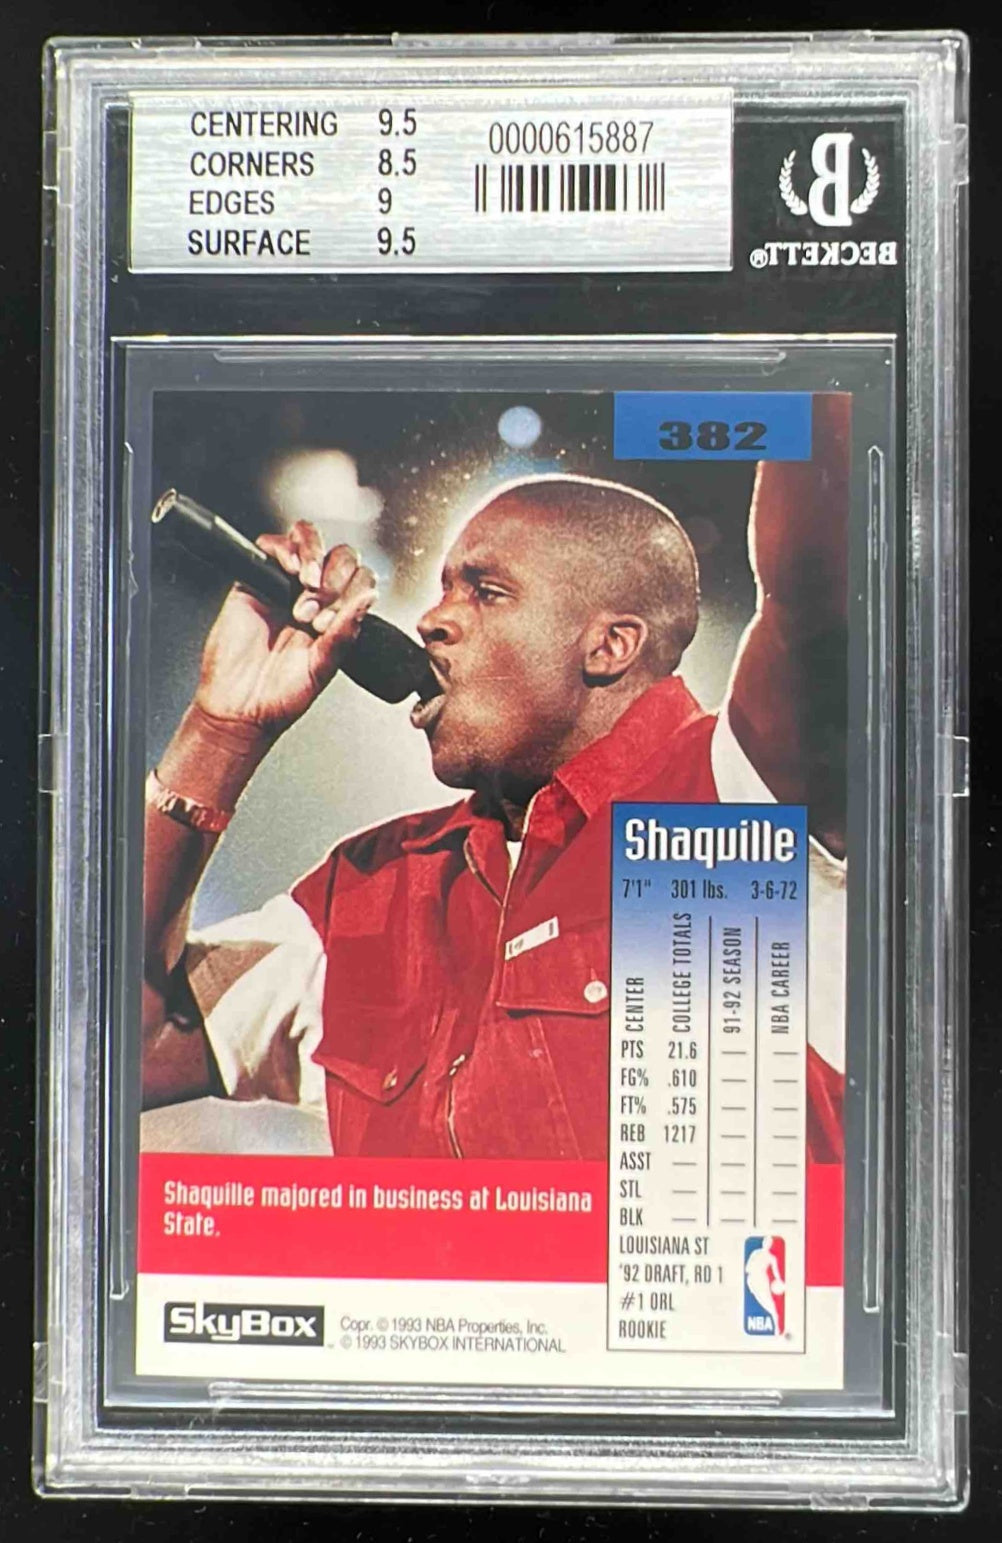 CENTERING 9.5
CORNERS 8.5
EDGES 9
SURFACE 9.5
0000615887
B
BECKETT®
382
Shaquille
7'1" 301 lbs. 3-6-72
CENTER COLLEGE TOTALS 91-92 SEASON NBA CAREER
PTS 21.6 — —
FG% .610 — —
FT% .575 — —
REB 1217 — —
ASST — — —
STL — — —
BLK — — —
LOUISIANA ST
'92 DRAFT, RD 1
#1 ORL
ROOKIE
NBA
Shaquille majored in business at Louisiana
State.
SkyBox
Copr. © 1993 NBA Properties, Inc.
© 1993 SKYBOX INTERNATIONAL